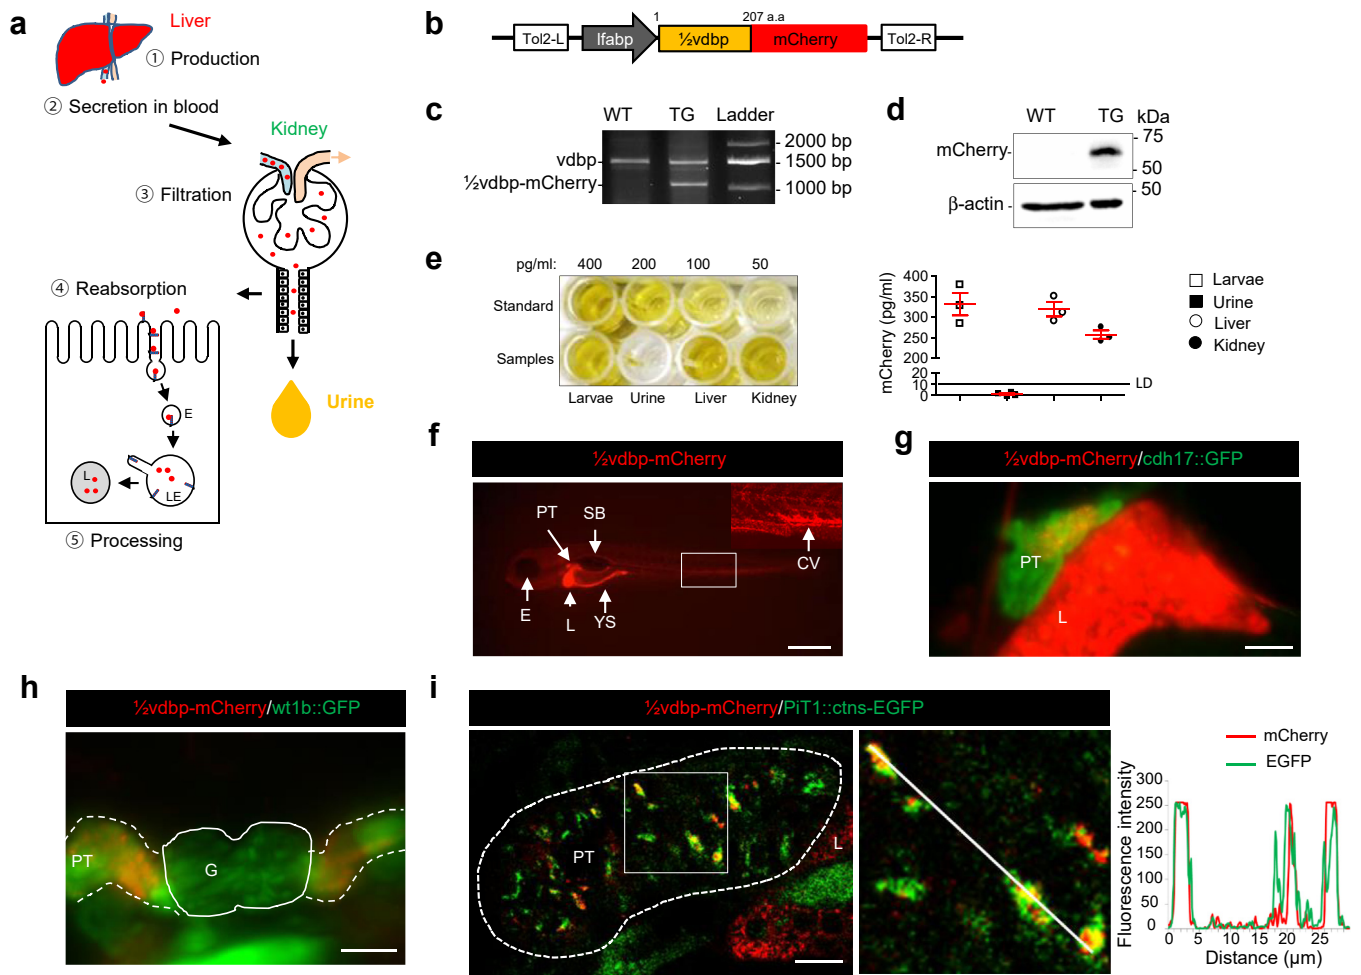 a
Liver
① Production
② Secretion in blood
Kidney
③ Filtration
④ Reabsorption
E
L
LE
⑤ Processing
Urine
b
1
207 a.a
Tol2-L
lfabp
½vdbp
mCherry
Tol2-R
c
WT
TG
Ladder
vdbp
½vdbp-mCherry
2000 bp
1500 bp
1000 bp
d
WT
TG
kDa
mCherry
75
50
β-actin
50
e
pg/ml:
400
200
100
50
Standard
Samples
Larvae
Urine
Liver
Kidney
mCherry (pg/ml)
400
350
300
250
200
20
10
0
LD
Larvae
Urine
Liver
Kidney
f
½vdbp-mCherry
PT
SB
CV
E
L
YS
g
½vdbp-mCherry/cdh17::GFP
PT
L
h
½vdbp-mCherry/wt1b::GFP
PT
G
i
½vdbp-mCherry/PiT1::ctns-EGFP
PT
L
mCherry
EGFP
Fluorescence intensity
300
250
200
150
100
50
0
0
5
10
15
20
25
Distance (µm)